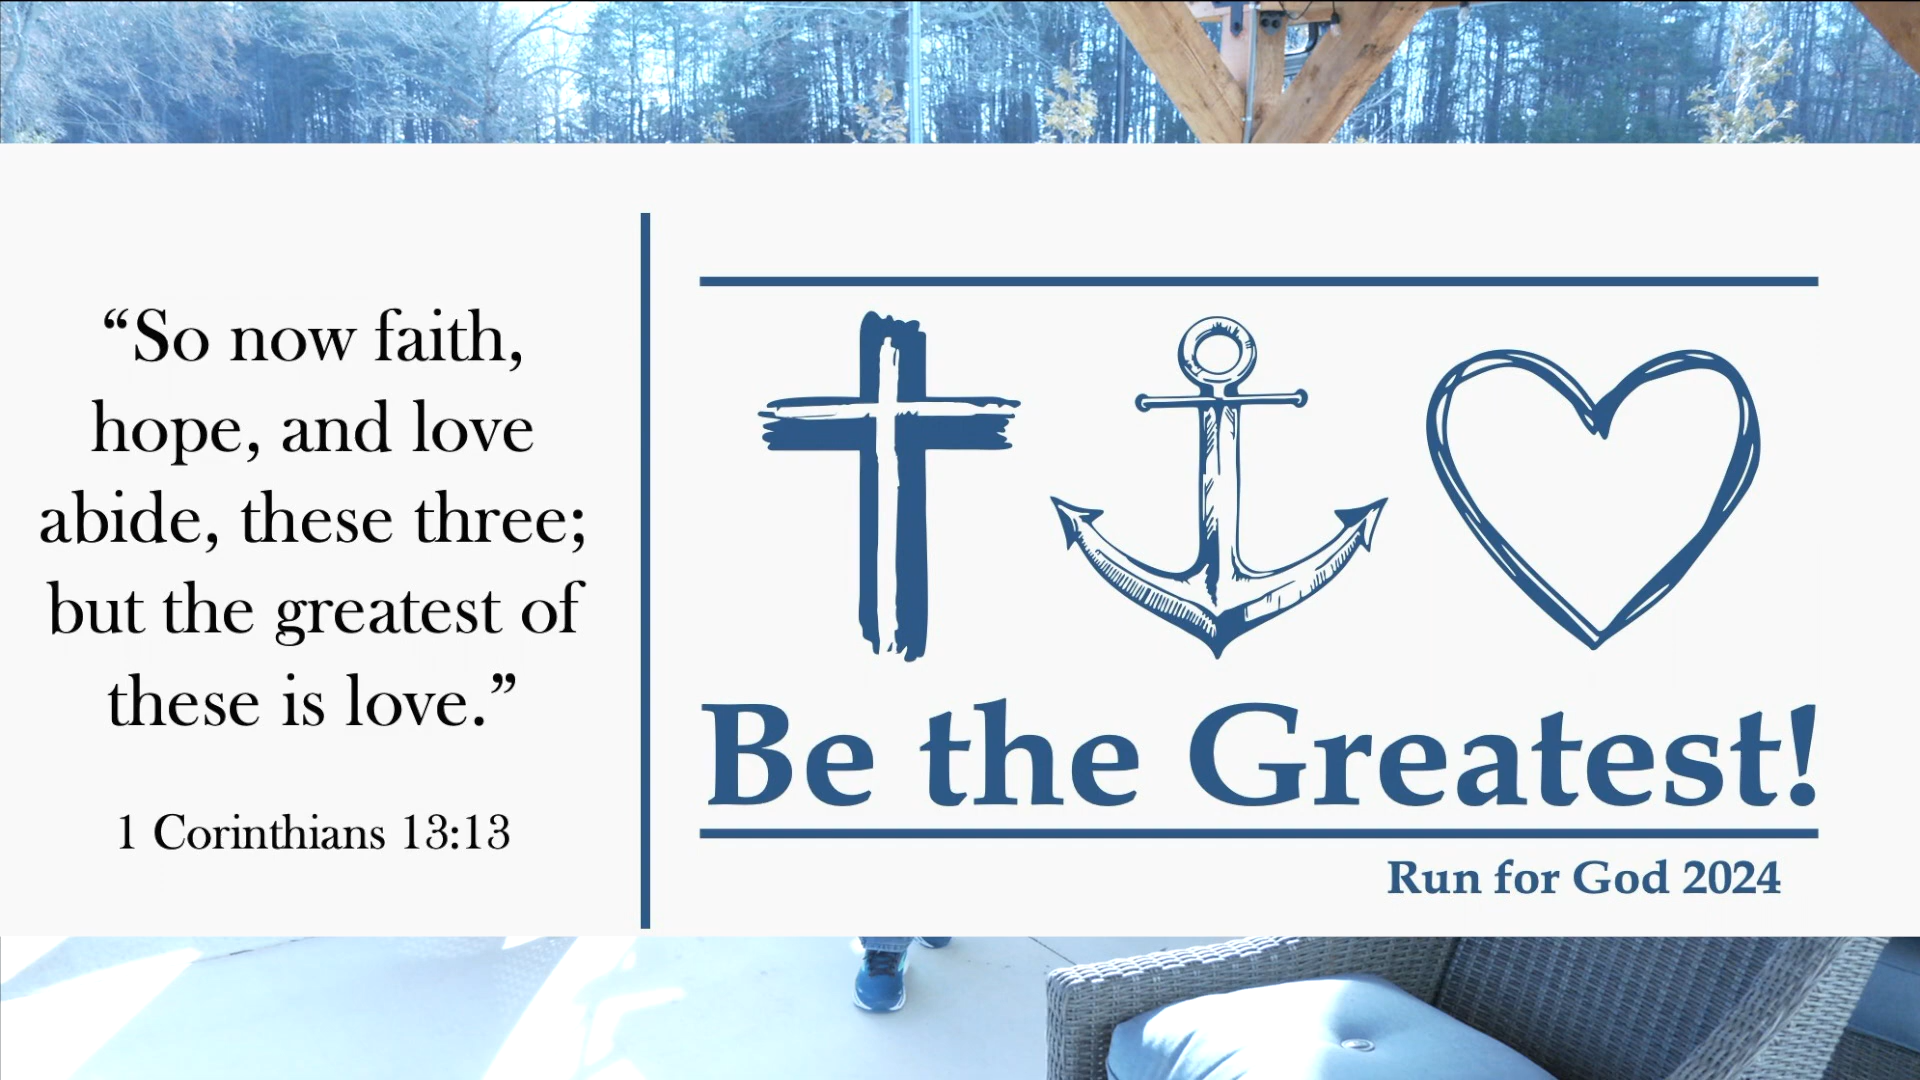 “So now faith,
hope, and love
abide, these three;
but the greatest of
these is love.”
1 Corinthians 13:13
Be the Greatest!
Run for God 2024